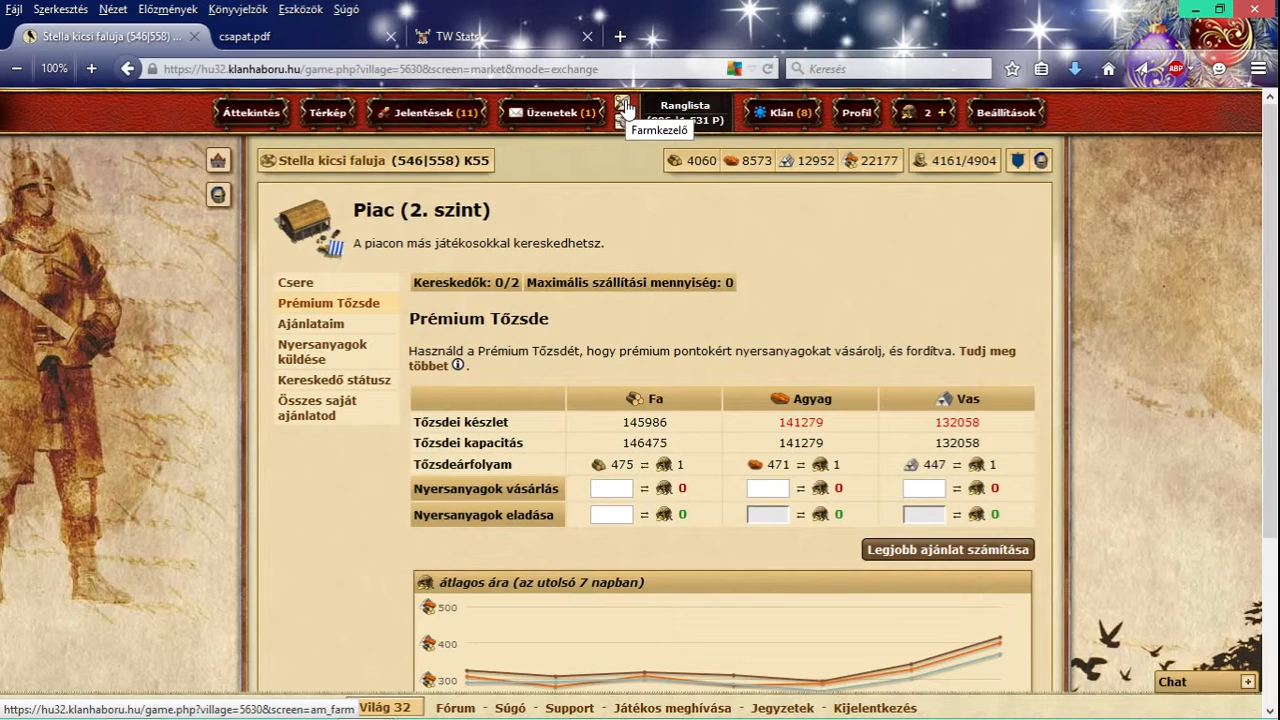 Fájl Szerkesztés Nézet Előzmények Könyvjelzők Eszközök Súgó
Stella kicsi faluja (546|558) ... csapat.pdf TW Stats
100% https://hu32.klanhaboru.hu/game.php?village=5630&screen=market&mode=exchange Keresés ABP
Áttekintés Térkép Jelentések (11) Üzenetek (1) Ranglista Klán (8) Profil 2 + Beállítások
Farmkezelő
Stella kicsi faluja (546|558) K55 4060 8573 12952 22177 4161/4904
Piac (2. szint)
A piacon más játékosokkal kereskedhetsz.
Csere
Prémium Tőzsde
Ajánlataim
Nyersanyagok
küldése
Kereskedő státusz
Összes saját
ajánlatod
Kereskedők: 0/2 Maximális szállítási mennyiség: 0
Prémium Tőzsde
Használd a Prémium Tőzsdét, hogy prémium pontokért nyersanyagokat vásárolj, és fordítva. Tudj meg
többet .
Fa Agyag Vas
Tőzsdei készlet 145986 141279 132058
Tőzsdei kapacitás 146475 141279 132058
Tőzsdeárfolyam 475 ⇄ 1 471 ⇄ 1 447 ⇄ 1
Nyersanyagok vásárlás ⇄ 0 ⇄ 0 ⇄ 0
Nyersanyagok eladása ⇄ 0 ⇄ 0 ⇄ 0
Legjobb ajánlat számítása
átlagos ára (az utolsó 7 napban)
500
400
300
Chat +
https://hu32.klanhaboru.hu/game.php?village=5630&screen=am_farm
Világ 32 Fórum - Súgó - Support - Játékos meghívása - Jegyzetek - Kijelentkezés